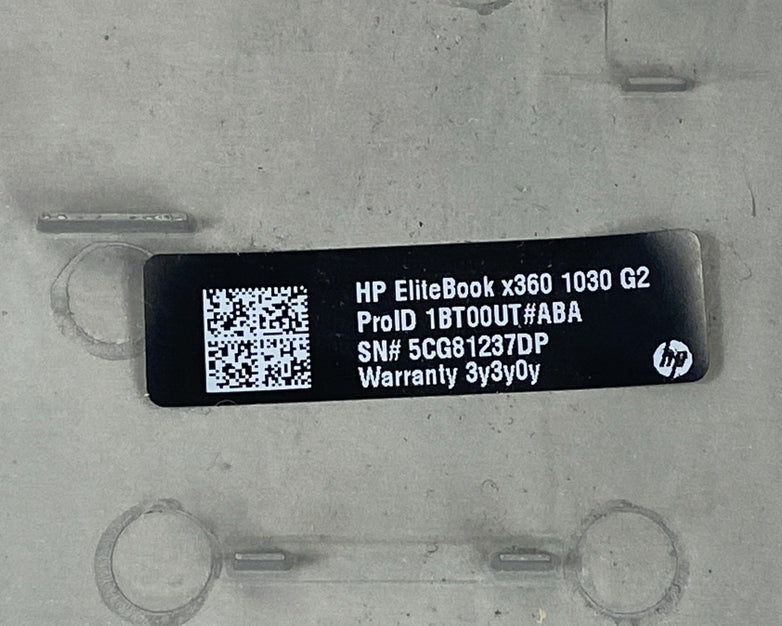 HP EliteBook x360 1030 G2
ProID 1BT00UT#ABA
SN# 5CG81237DP
Warranty 3y3y0y
hp